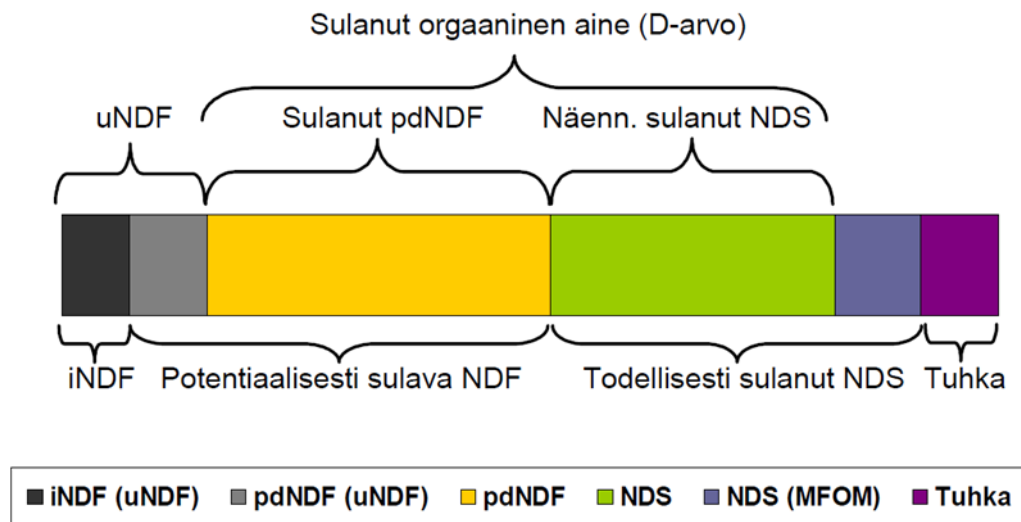 Sulanut orgaaninen aine (D-arvo)
uNDF Sulanut pdNDF Näenn. sulanut NDS
iNDF Potentiaalisesti sulava NDF Todellisesti sulanut NDS Tuhka
iNDF (uNDF) pdNDF (uNDF) pdNDF NDS NDS (MFOM) Tuhka